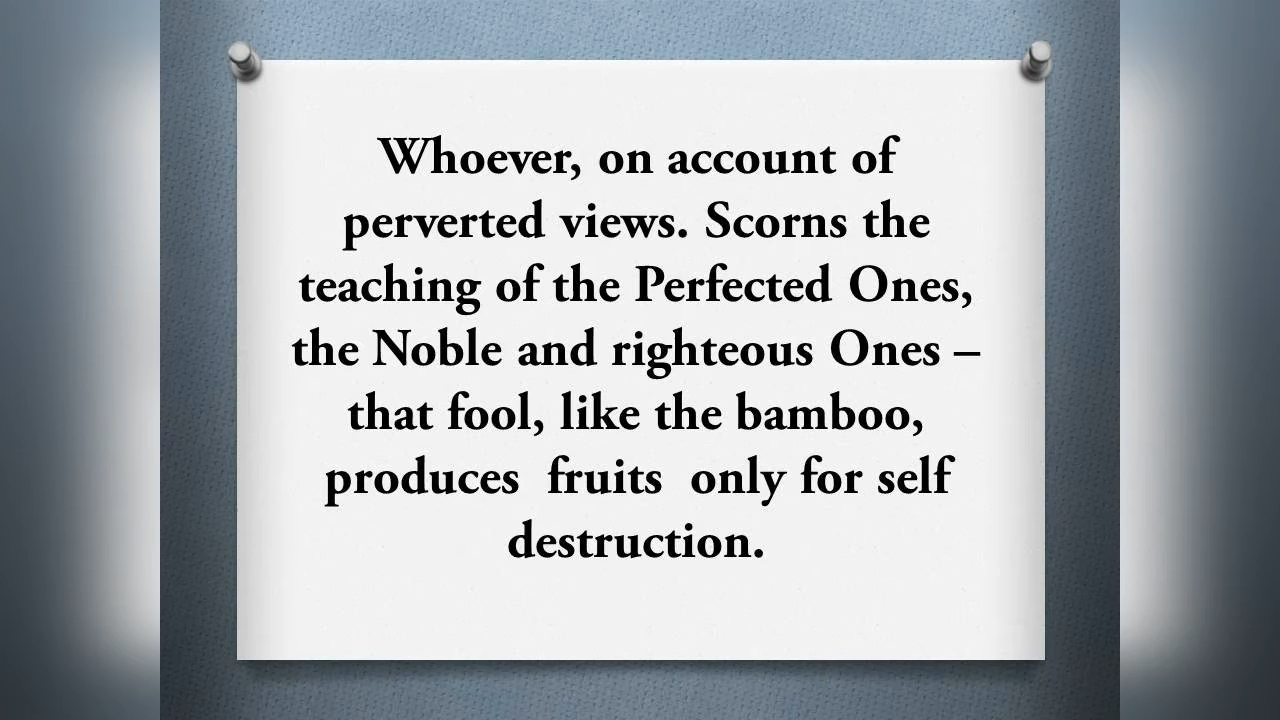 Whoever, on account of
perverted views. Scorns the
teaching of the Perfected Ones,
the Noble and righteous Ones –
that fool, like the bamboo,
produces  fruits  only for self
destruction.